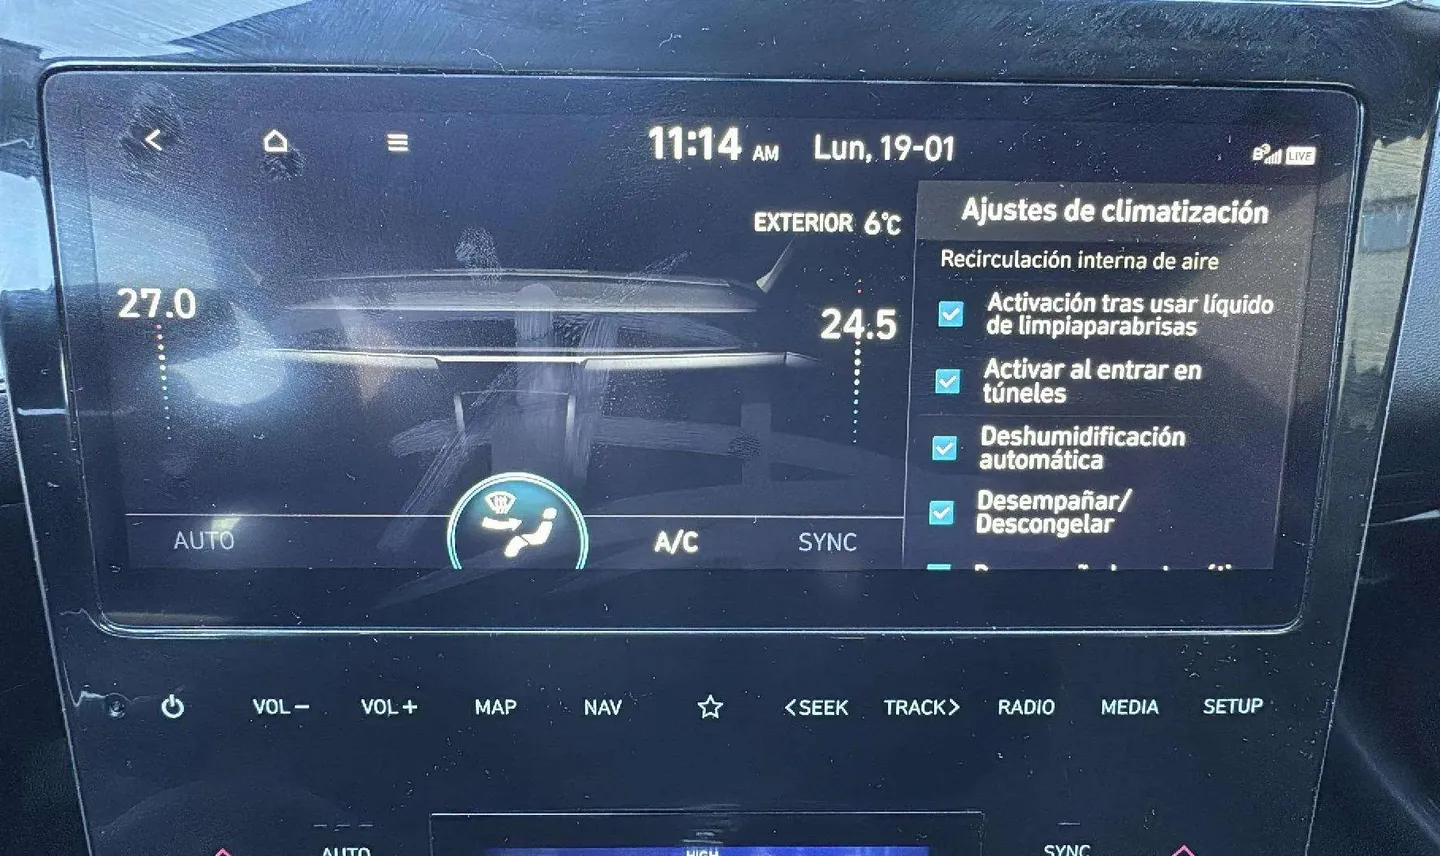 11:14 AM Lun, 19-01
LIVE
EXTERIOR 6°C
27.0
24.5
AUTO
A/C
SYNC
Ajustes de climatización
Recirculación interna de aire
Activación tras usar líquido
de limpiaparabrisas
Activar al entrar en
túneles
Deshumidificación
automática
Desempañar/
Descongelar
VOL− VOL+ MAP NAV <SEEK TRACK> RADIO MEDIA SETUP
AUTO
HIGH
SYNC